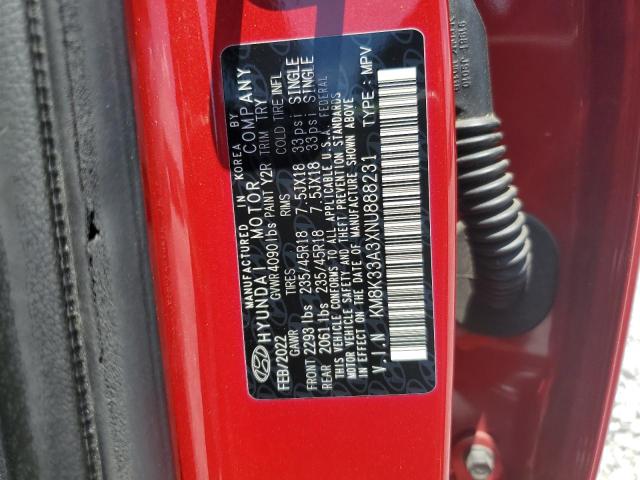 MANUFACTURED IN KOREA BY
HYUNDAI MOTOR COMPANY
FEB/2022 GVWR 4090 lbs PAINT Y2R TRIM TRY
GAWR TIRES RIMS COLD TIRE INFL
FRONT 2293 lbs 235/45R18 7.5JX18 33psi SINGLE
REAR 2061 lbs 235/45R18 7.5JX18 33psi SINGLE
THIS VEHICLE CONFORMS TO ALL APPLICABLE U.S.A. FEDERAL
MOTOR VEHICLE SAFETY AND THEFT PREVENTION STANDARDS
IN EFFECT ON THE DATE OF MANUFACTURE SHOWN ABOVE.
V.I.N : KM8K33A3XNU888231 TYPE : MPV